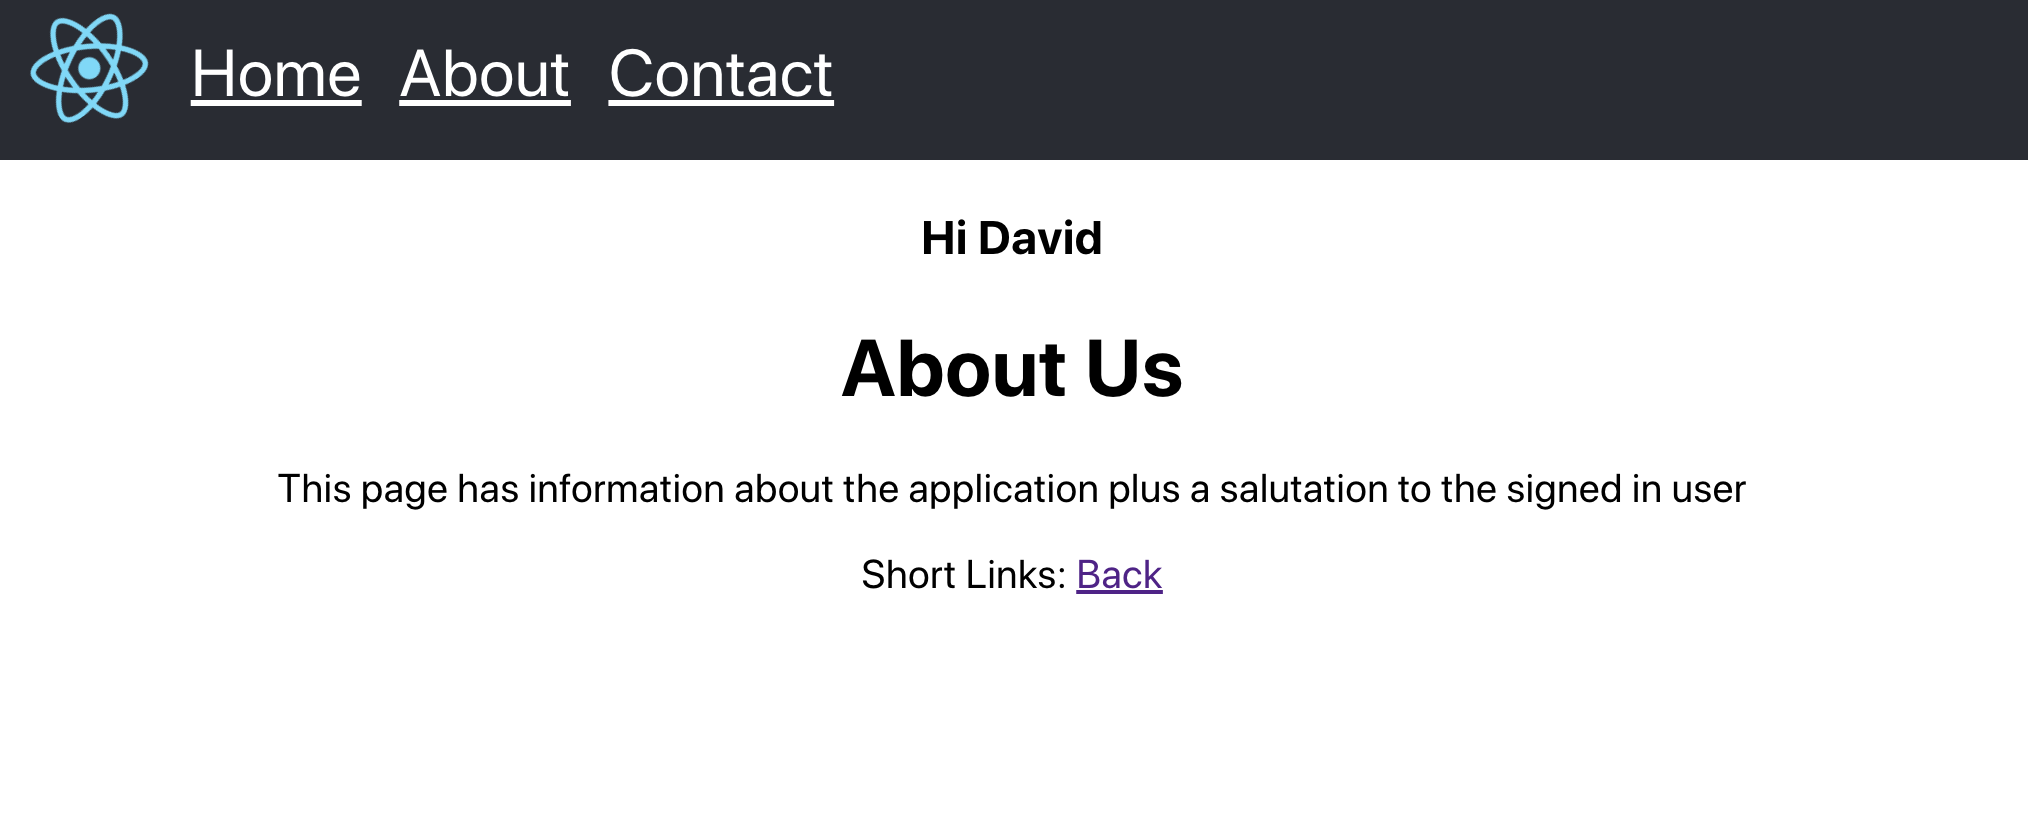 Home About Contact
Hi David
About Us
This page has information about the application plus a salutation to the signed in user
Short Links: Back